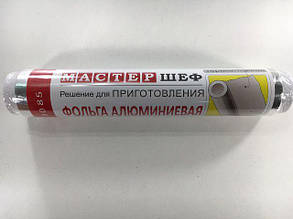 МАСТЕР ШЕФ
Решение для ПРИГОТОВЛЕНИЯ
ФОЛЬГА АЛЮМИНИЕВАЯ